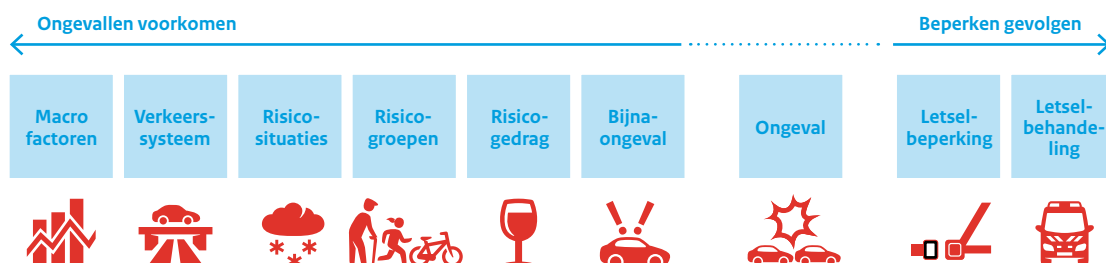 Ongevallen voorkomen
Beperken gevolgen
Macro
factoren
Verkeers-
systeem
Risico-
situaties
Risico-
groepen
Risico-
gedrag
Bijna-
ongeval
Ongeval
Letsel-
beperking
Letsel-
behande-
ling